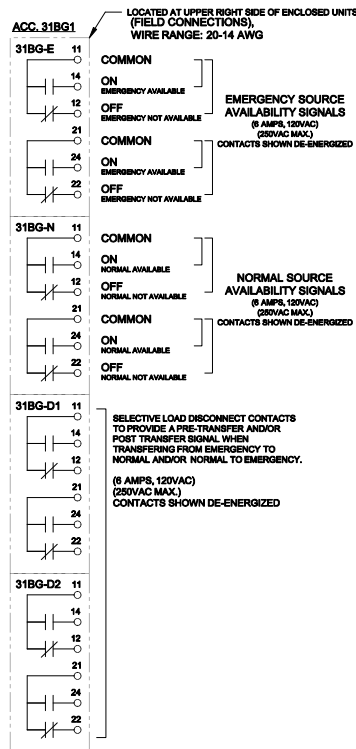 LOCATED AT UPPER RIGHT SIDE OF ENCLOSED UNITS
(FIELD CONNECTIONS),
WIRE RANGE: 20-14 AWG
ACC. 31BG1
31BG-E 11 COMMON
14 ON
EMERGENCY AVAILABLE
12 OFF
EMERGENCY NOT AVAILABLE
21 COMMON
24 ON
EMERGENCY AVAILABLE
22 OFF
EMERGENCY NOT AVAILABLE
EMERGENCY SOURCE
AVAILABILITY SIGNALS
(6 AMPS, 120VAC)
(250VAC MAX.)
CONTACTS SHOWN DE-ENERGIZED
31BG-N 11 COMMON
14 ON
NORMAL AVAILABLE
12 OFF
NORMAL NOT AVAILABLE
21 COMMON
24 ON
NORMAL AVAILABLE
22 OFF
NORMAL NOT AVAILABLE
NORMAL SOURCE
AVAILABILITY SIGNALS
(6 AMPS, 120VAC)
(250VAC MAX.)
CONTACTS SHOWN DE-ENERGIZED
31BG-D1 11
14
12
21
24
22
SELECTIVE LOAD DISCONNECT CONTACTS
TO PROVIDE A PRE-TRANSFER AND/OR
POST TRANSFER SIGNAL WHEN
TRANSFERING FROM EMERGENCY TO
NORMAL AND/OR NORMAL TO EMERGENCY.
(6 AMPS, 120VAC)
(250VAC MAX.)
CONTACTS SHOWN DE-ENERGIZED
31BG-D2 11
14
12
21
24
22